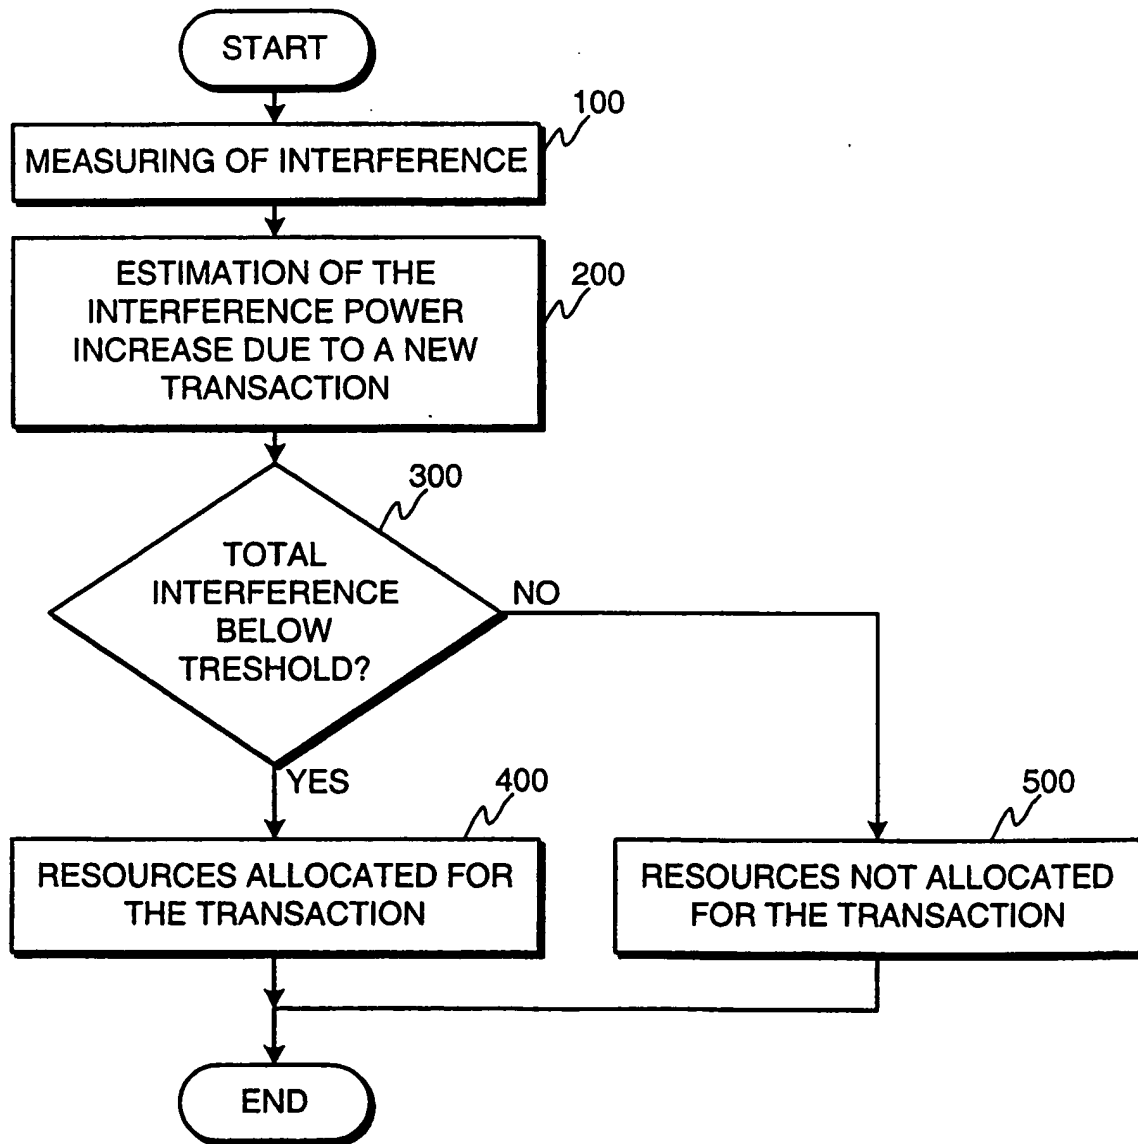 START
100
MEASURING OF INTERFERENCE
200
ESTIMATION OF THE
INTERFERENCE POWER
INCREASE DUE TO A NEW
TRANSACTION
300
TOTAL
INTERFERENCE
BELOW
TRESHOLD?
NO
YES
400
RESOURCES ALLOCATED FOR
THE TRANSACTION
500
RESOURCES NOT ALLOCATED
FOR THE TRANSACTION
END